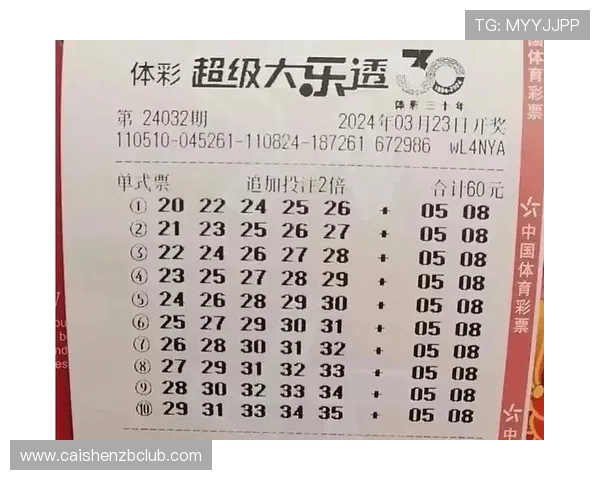 TG: MYYJJPP
体彩 超级大乐透 30
1994-2024
体彩三十年
第 24032期 2024年03月23日开奖
110510-045261-110824-187261 672986 wL4NYA
单式票 追加投注2倍 合计60元
① 20 22 24 25 26 + 05 08
② 21 23 25 26 27 + 05 08
③ 22 24 26 27 28 + 05 08
④ 23 25 27 28 29 + 05 08
⑤ 24 26 28 29 30 + 05 08
⑥ 25 27 29 30 31 + 05 08
⑦ 26 28 30 31 32 + 05 08
⑧ 27 29 31 32 33 + 05 08
⑨ 28 30 32 33 34 + 05 08
⑩ 29 31 33 34 35 + 05 08
国体育彩票
中国体育彩票
中国
www.caishenzbclub.com